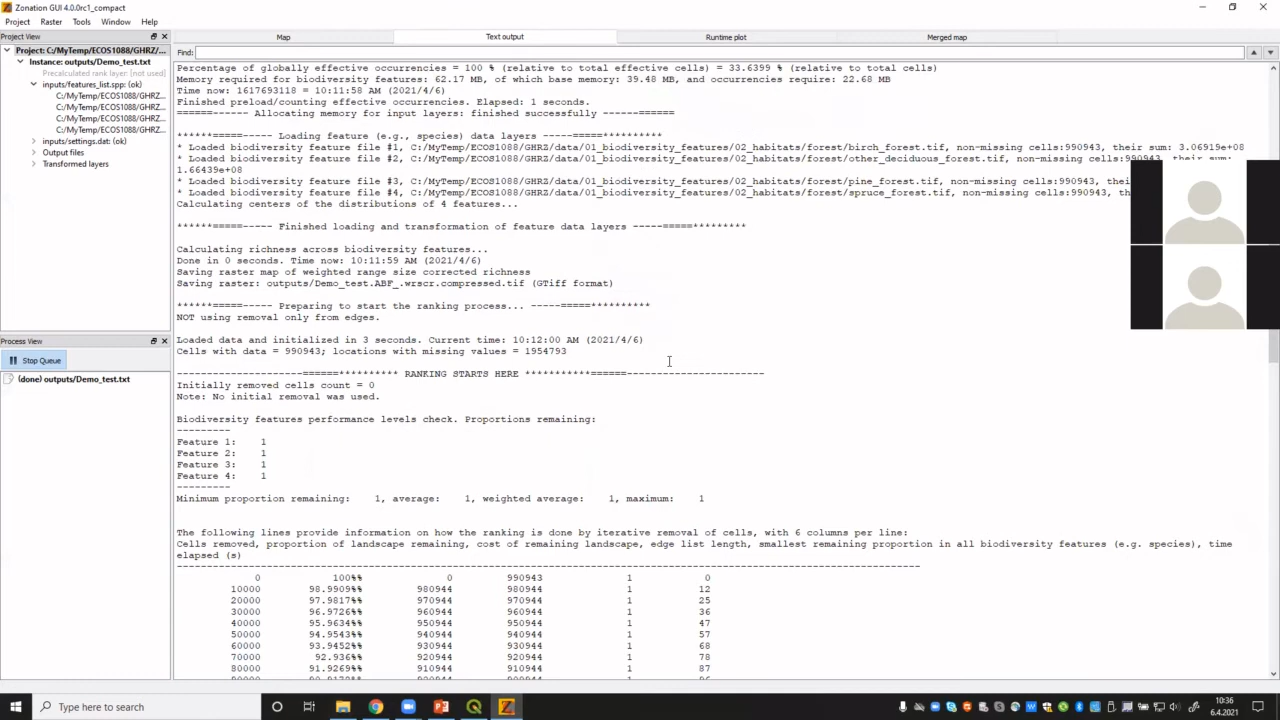 Zonation GUI 4.0.0rc1_compact
Project Raster Tools Window Help
Project View
Project: C:/MyTemp/ECOS1088/GHRZ/...
Instance: outputs/Demo_test.txt
Precalculated rank layer: [not used]
inputs/features_list.spp: (ok)
C:/MyTemp/ECOS1088/GHRZ...
C:/MyTemp/ECOS1088/GHRZ...
C:/MyTemp/ECOS1088/GHRZ...
C:/MyTemp/ECOS1088/GHRZ...
inputs/settings.dat: (ok)
Output files
Transformed layers
Process View
Stop Queue
(done) outputs/Demo_test.txt
Map Text output Runtime plot Merged map
Find:
Percentage of globally effective occurrences = 100 % (relative to total effective cells) = 33.6399 % (relative to total cells)
Memory required for biodiversity features: 62.17 MB, of which base memory: 39.48 MB, and occurrencies require: 22.68 MB
Time now: 1617693118 = 10:11:58 AM (2021/4/6)
Finished preload/counting effective occurrencies. Elapsed: 1 seconds.
======------ Allocating memory for input layers: finished successfully ------======
******=====----- Loading feature (e.g., species) data layers -----=====**********
* Loaded biodiversity feature file #1, C:/MyTemp/ECOS1088/GHRZ/data/01_biodiversity_features/02_habitats/forest/birch_forest.tif, non-missing cells:990943, their sum: 3.06919e+08
* Loaded biodiversity feature file #2, C:/MyTemp/ECOS1088/GHRZ/data/01_biodiversity_features/02_habitats/forest/other_deciduous_forest.tif, non-missing cells:990943, their sum:
1.66439e+08
* Loaded biodiversity feature file #3, C:/MyTemp/ECOS1088/GHRZ/data/01_biodiversity_features/02_habitats/forest/pine_forest.tif, non-missing cells:990943, their
* Loaded biodiversity feature file #4, C:/MyTemp/ECOS1088/GHRZ/data/01_biodiversity_features/02_habitats/forest/spruce_forest.tif, non-missing cells:990943, th
Calculating centers of the distributions of 4 features...
******=====----- Finished loading and transformation of feature data layers -----=====*********
Calculating richness across biodiversity features...
Done in 0 seconds. Time now: 10:11:59 AM (2021/4/6)
Saving raster map of weighted range size corrected richness
Saving raster: outputs/Demo_test.ABF_.wrscr.compressed.tif (GTiff format)
******=====----- Preparing to start the ranking process... -----=====**********
NOT using removal only from edges.
Loaded data and initialized in 3 seconds. Current time: 10:12:00 AM (2021/4/6)
Cells with data = 990943; locations with missing values = 1954793
---------------------======********** RANKING STARTS HERE ***********======-----------------------
Initially removed cells count = 0
Note: No initial removal was used.
Biodiversity features performance levels check. Proportions remaining:
---------
Feature 1: 1
Feature 2: 1
Feature 3: 1
Feature 4: 1
---------
Minimum proportion remaining: 1, average: 1, weighted average: 1, maximum: 1
The following lines provide information on how the ranking is done by iterative removal of cells, with 6 columns per line:
Cells removed, proportion of landscape remaining, cost of remaining landscape, edge list length, smallest remaining proportion in all biodiversity features (e.g. species), time
elapsed (s)
0 100%% 0 990943 1 0
10000 98.9909%% 980944 980944 1 12
20000 97.9817%% 970944 970944 1 25
30000 96.9726%% 960944 960944 1 36
40000 95.9634%% 950944 950944 1 47
50000 94.9543%% 940944 940944 1 57
60000 93.9452%% 930944 930944 1 68
70000 92.936%% 920944 920944 1 78
80000 91.9269%% 910944 910944 1 87
Type here to search
10:36
6.4.2021